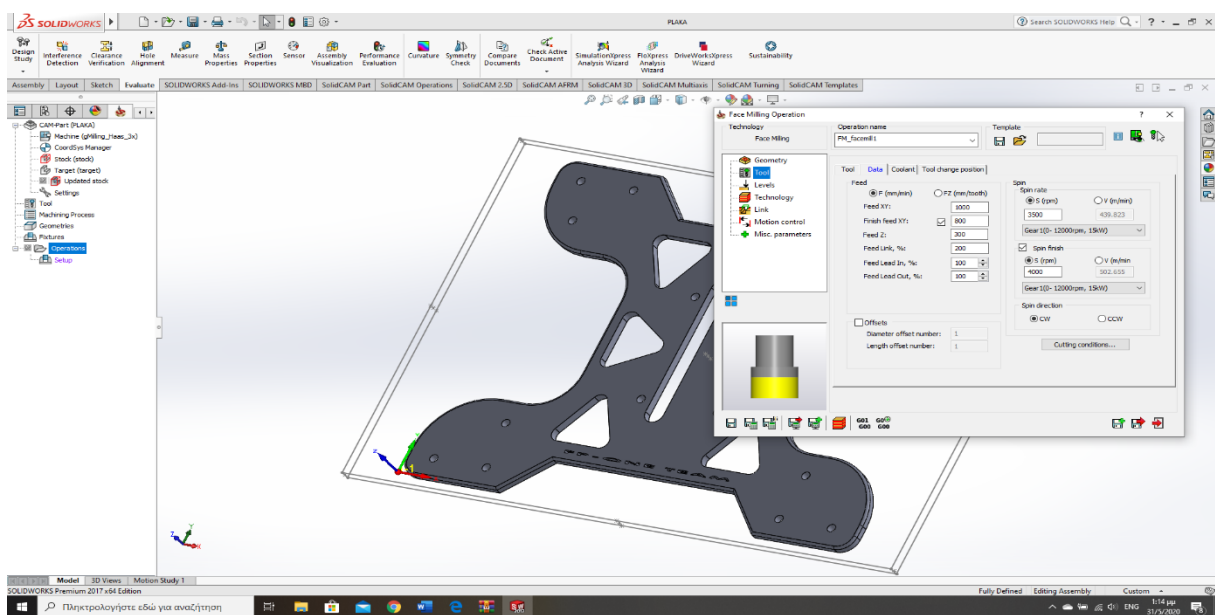 SOLIDWORKS
PLAKA
Search SOLIDWORKS Help
Design Study
Interference Detection
Clearance Verification
Hole Alignment
Measure
Mass Properties
Section Properties
Sensor
Assembly Visualization
Performance Evaluation
Curvature
Symmetry Check
Compare Documents
Check Active Document
SimulationXpress Analysis Wizard
FloXpress Analysis Wizard
DriveWorksXpress Wizard
Sustainability
Assembly Layout Sketch Evaluate SOLIDWORKS Add-Ins SOLIDWORKS MBD SolidCAM Part SolidCAM Operations SolidCAM 2.5D SolidCAM AFRM SolidCAM 3D SolidCAM Multiaxis SolidCAM Turning SolidCAM Templates
CAM-Part (PLAKA)
Machine (gMilling_Haas_3x)
CoordSys Manager
Stock (stock)
Target (target)
Updated stock
Settings
Tool
Machining Process
Geometries
Fixtures
Operations
Setup
Face Milling Operation
? X
Technology
Face Milling
Operation name
FM_facemill1
Template
Geometry
Tool
Levels
Technology
Link
Motion control
Misc. parameters
Tool Data Coolant Tool change position
Feed
F (mm/min) FZ (mm/tooth)
Feed XY: 1000
Finish feed XY: 800
Feed Z: 300
Feed Link, %: 200
Feed Lead In, %: 100
Feed Lead Out, %: 100
Offsets
Diameter offset number: 1
Length offset number: 1
Spin
Spin rate
S (rpm) V (m/min)
3500 439.823
Gear1(0- 12000rpm, 15kW)
Spin finish
S (rpm) V (m/min
4000 502.655
Gear1(0- 12000rpm, 15kW)
Spin direction
CW CCW
Cutting conditions...
G01 G00
G00 G00
PP-ONE TEAM
1
Z Y X
Model 3D Views Motion Study 1
SOLIDWORKS Premium 2017 x64 Edition
Fully Defined Editing Assembly Custom
Πληκτρολογήστε εδώ για αναζήτηση
ENG
1:14 μμ
31/5/2020